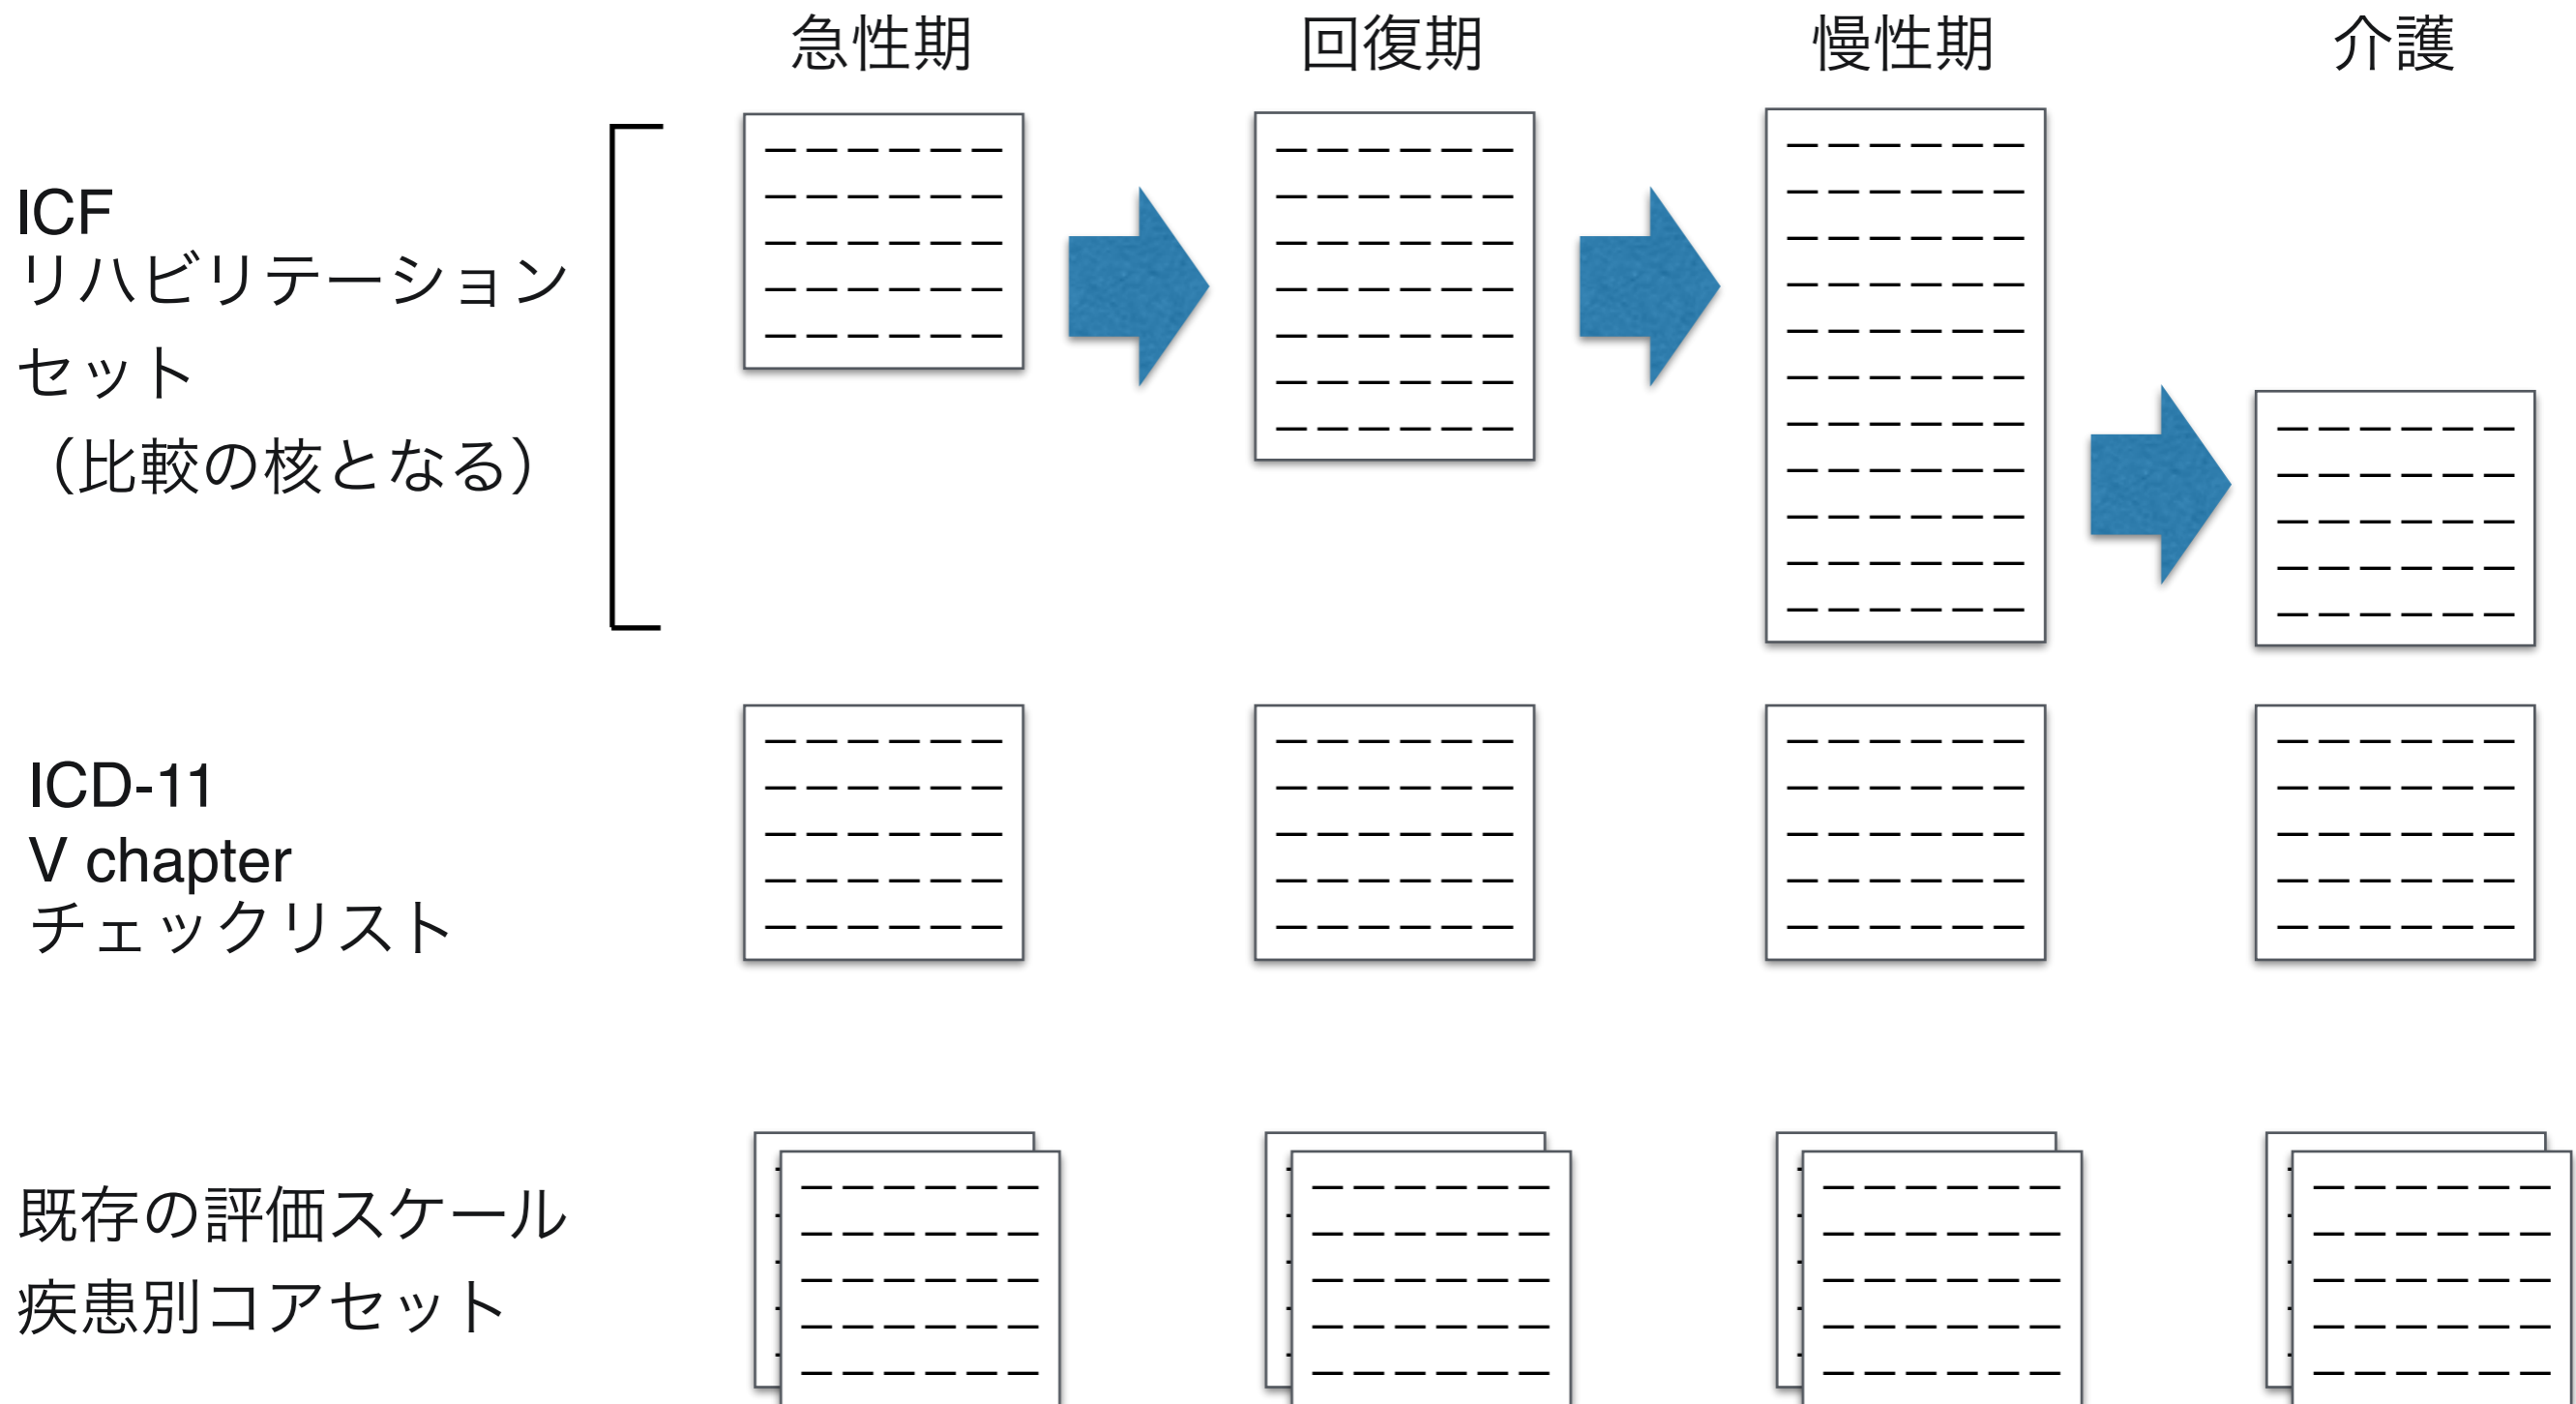 急性期 回復期 慢性期 介護
ICF
リハビリテーション
セット
（比較の核となる）
ICD-11
V chapter
チェックリスト
既存の評価スケール
疾患別コアセット